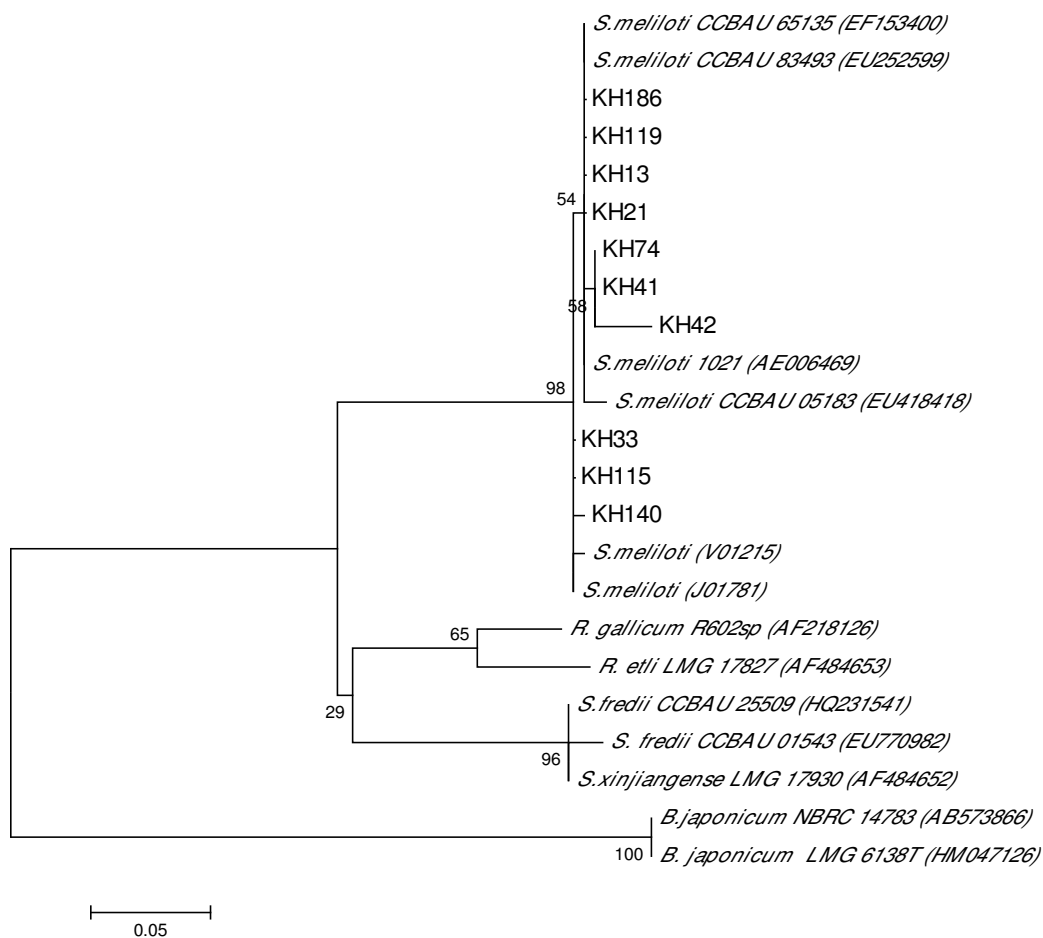 S.meliloti CCBAU 65135 (EF153400)
S.meliloti CCBAU 83493 (EU252599)
KH186
KH119
KH13
54
KH21
KH74
KH41
58
KH42
S.meliloti 1021 (AE006469)
98
S.meliloti CCBAU 05183 (EU418418)
KH33
KH115
KH140
S.meliloti (V01215)
S.meliloti (J01781)
R. gallicum R602sp (AF218126)
65
R. etli LMG 17827 (AF484653)
S.fredii CCBAU 25509 (HQ231541)
29
S. fredii CCBAU 01543 (EU770982)
96
S.xinjiangense LMG 17930 (AF484652)
B.japonicum NBRC 14783 (AB573866)
100
B. japonicum LMG 6138T (HM047126)
0.05